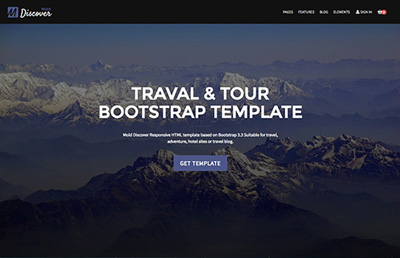 MOLD
Discover
PAGES FEATURES BLOG ELEMENTS SIGN IN
TRAVAL & TOUR
BOOTSTRAP TEMPLATE
Mold Discover Responsive HTML template based on Bootstrap 3.3 Suitable for travel,
adventure, hotel sites or travel blog.
GET TEMPLATE